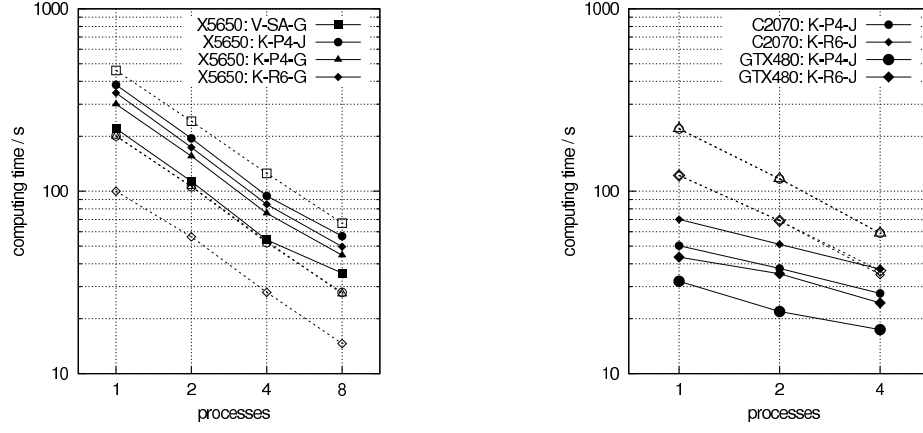 1000
100
10
computing time / s
X5650: V-SA-G
X5650: K-P4-J
X5650: K-P4-G
X5650: K-R6-G
1 2 4 8
processes
1000
100
10
computing time / s
C2070: K-P4-J
C2070: K-R6-J
GTX480: K-P4-J
GTX480: K-R6-J
1 2 4
processes